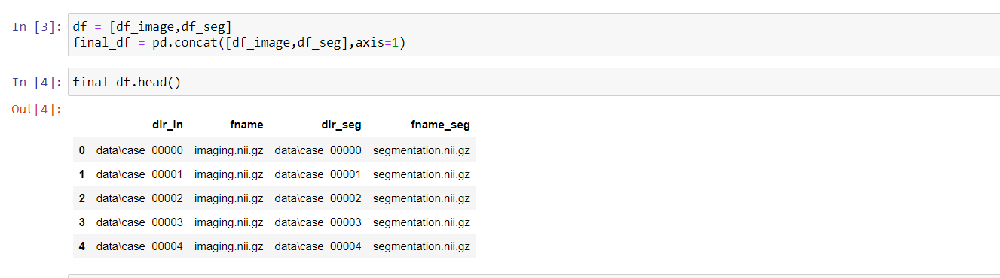 In [3]: df = [df_image,df_seg]
final_df = pd.concat([df_image,df_seg],axis=1)
In [4]: final_df.head()
Out[4]:
dir_in fname dir_seg fname_seg
0 data\case_00000 imaging.nii.gz data\case_00000 segmentation.nii.gz
1 data\case_00001 imaging.nii.gz data\case_00001 segmentation.nii.gz
2 data\case_00002 imaging.nii.gz data\case_00002 segmentation.nii.gz
3 data\case_00003 imaging.nii.gz data\case_00003 segmentation.nii.gz
4 data\case_00004 imaging.nii.gz data\case_00004 segmentation.nii.gz